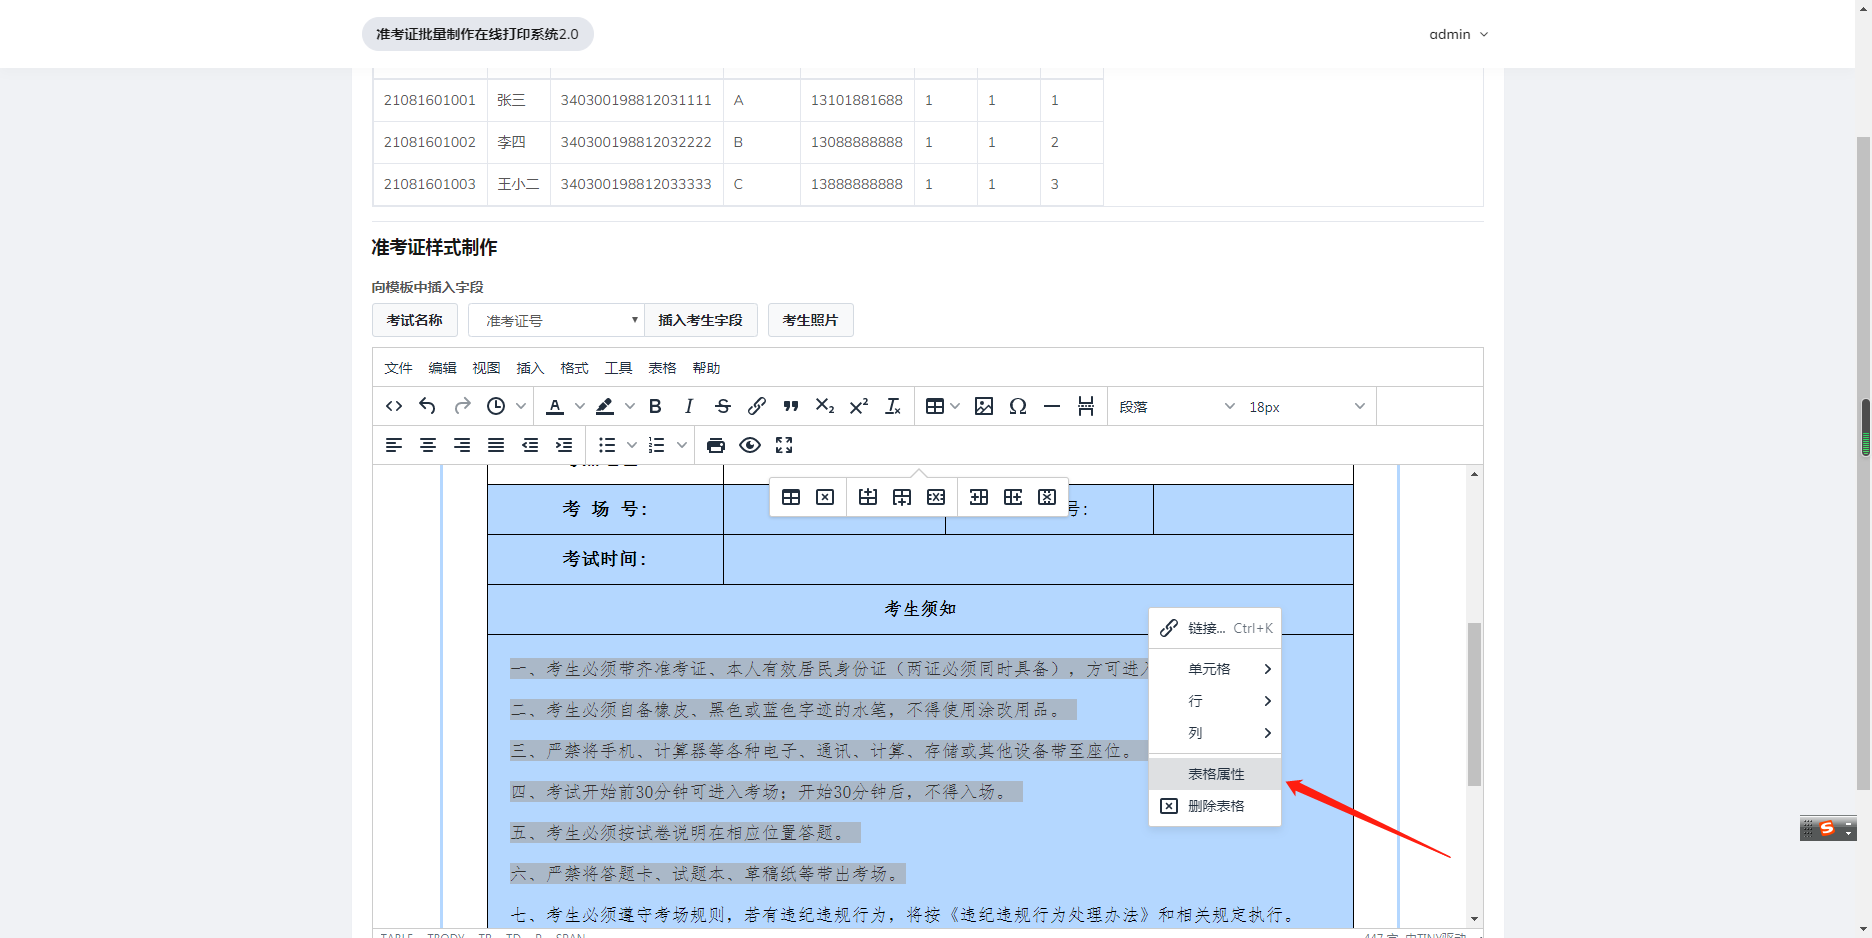 准考证批量制作在线打印系统2.0
admin
21081601001 张三 340300198812031111 A 13101881688 1 1 1
21081601002 李四 340300198812032222 B 13088888888 1 1 2
21081601003 王小二 340300198812033333 C 13888888888 1 1 3
准考证样式制作
向模板中插入字段
考试名称 准考证号 插入考生字段 考生照片
文件 编辑 视图 插入 格式 工具 表格 帮助
段落 18px
考 场 号： 号：
考试时间：
考生须知
链接... Ctrl+K
单元格
行
列
表格属性
删除表格
一、考生必须带齐准考证、本人有效居民身份证（两证必须同时具备），方可进入
二、考生必须自备橡皮、黑色或蓝色字迹的水笔，不得使用涂改用品。
三、严禁将手机、计算器等各种电子、通讯、计算、存储或其他设备带至座位。
四、考试开始前30分钟可进入考场；开始30分钟后，不得入场。
五、考生必须按试卷说明在相应位置答题。
六、严禁将答题卡、试题本、草稿纸等带出考场。
七、考生必须遵守考场规则，若有违纪违规行为，将按《违纪违规行为处理办法》和相关规定执行。
TABLE TBODY TR TD P SPAN
447 字 由TINY驱动